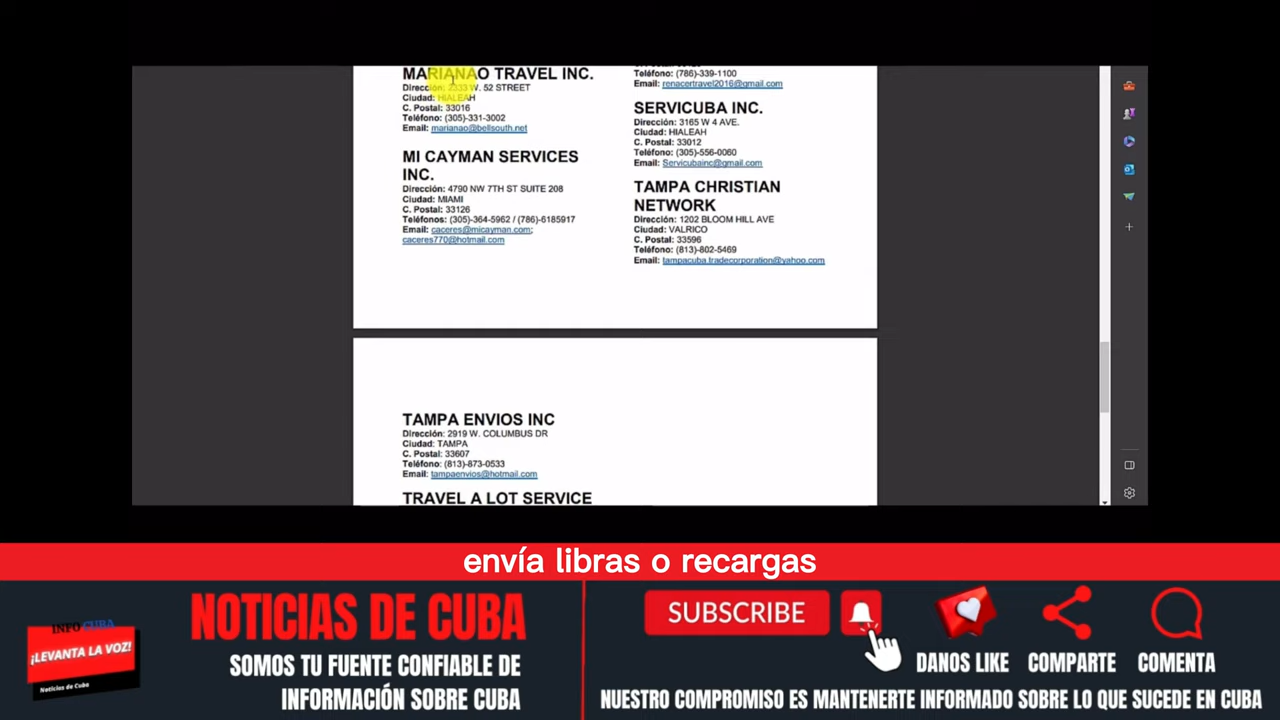 MARIANAO TRAVEL INC.
Dirección: 2333 W. 52 STREET
Ciudad: HIALEAH
C. Postal: 33016
Teléfono: (305)-331-3002
Email: marianao@bellsouth.net
MI CAYMAN SERVICES
INC.
Dirección: 4790 NW 7TH ST SUITE 208
Ciudad: MIAMI
C. Postal: 33126
Teléfonos: (305)-364-5962 / (786)-6185917
Email: caceres@micayman.com;
caceres770@hotmail.com
Teléfono: (786)-339-1100
Email: renacertravel2016@gmail.com
SERVICUBA INC.
Dirección: 3165 W 4 AVE.
Ciudad: HIALEAH
C. Postal: 33012
Teléfono: (305)-556-0060
Email: Servicubainc@gmail.com
TAMPA CHRISTIAN
NETWORK
Dirección: 1202 BLOOM HILL AVE
Ciudad: VALRICO
C. Postal: 33596
Teléfono: (813)-802-5469
Email: tampacuba.tradecorporation@yahoo.com
TAMPA ENVIOS INC
Dirección: 2919 W. COLUMBUS DR
Ciudad: TAMPA
C. Postal: 33607
Teléfono: (813)-873-0533
Email: tampaenvios@hotmail.com
TRAVEL A LOT SERVICE
envía libras o recargas
INFO CUBA
¡LEVANTA LA VOZ!
Noticias de Cuba
NOTICIAS DE CUBA
SOMOS TU FUENTE CONFIABLE DE
INFORMACIÓN SOBRE CUBA
SUBSCRIBE
DANOS LIKE
COMPARTE
COMENTA
NUESTRO COMPROMISO ES MANTENERTE INFORMADO SOBRE LO QUE SUCEDE EN CUBA